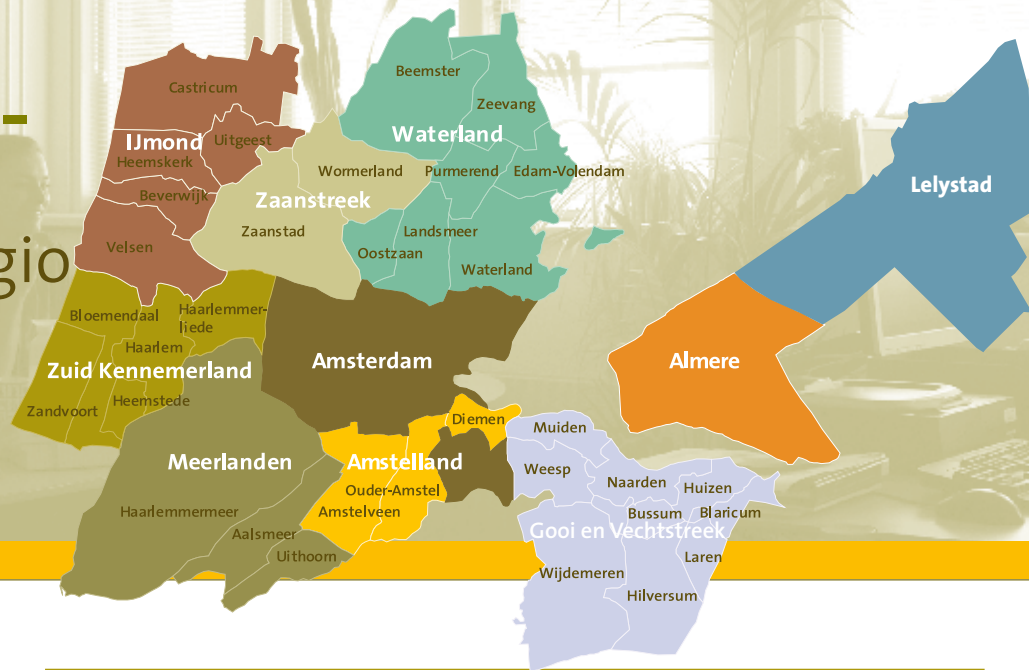 Beemster
Castricum
Zeevang
Waterland
IJmond
Uitgeest
Heemskerk
Wormerland
Purmerend
Edam-Volendam
Lelystad
Beverwijk
Zaanstreek
Zaanstad
Landsmeer
Velsen
Oostzaan
gio
Waterland
Bloemendaal
Haarlemmer-
liede
Haarlem
Amsterdam
Almere
Zuid Kennemerland
Heemstede
Zandvoort
Diemen
Muiden
Meerlanden
Amstelland
Weesp
Naarden
Huizen
Ouder-Amstel
Haarlemmermeer
Amstelveen
Bussum
Blaricum
Gooi en Vechtstreek
Aalsmeer
Uithoorn
Laren
Wijdemeren
Hilversum